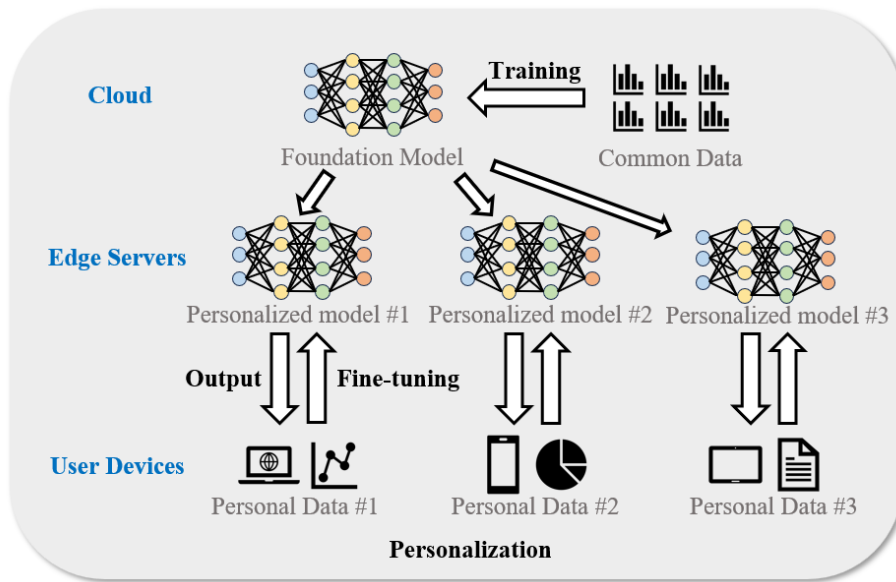 Training
Cloud
Foundation Model
Common Data
Edge Servers
Personalized model #1
Personalized model #2
Personalized model #3
Output
Fine-tuning
User Devices
Personal Data #1
Personal Data #2
Personal Data #3
Personalization